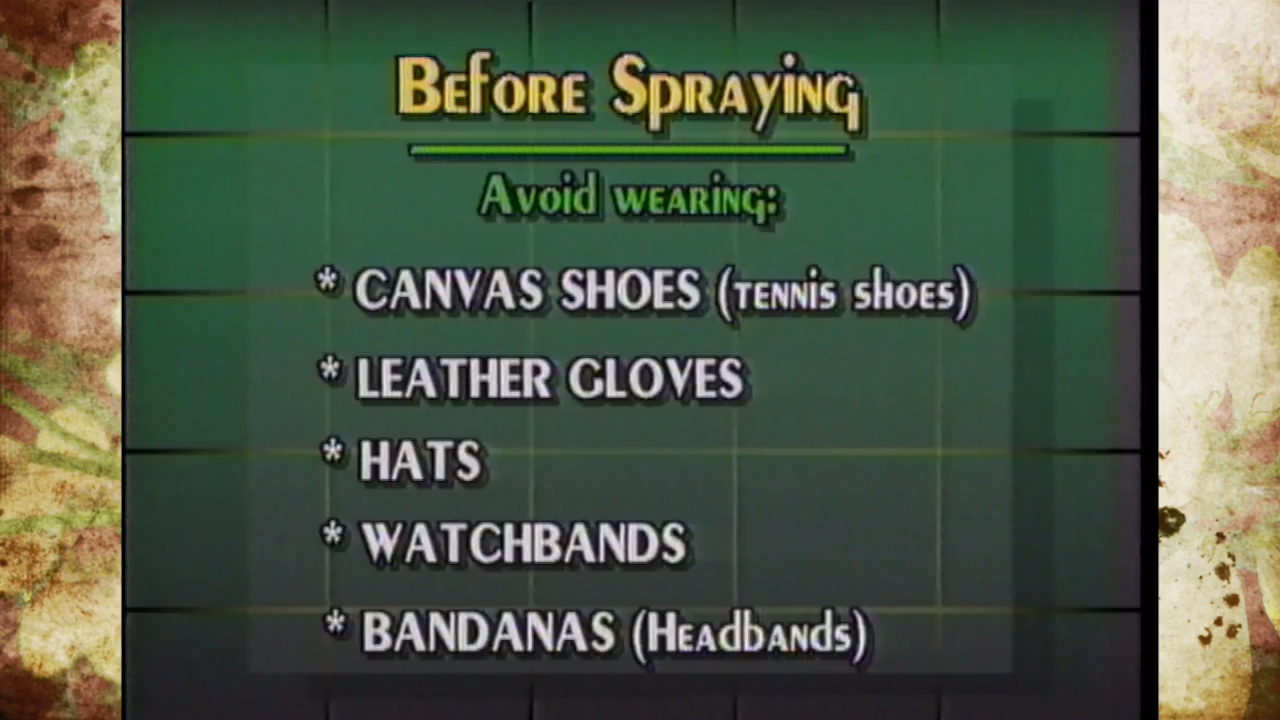 Before Spraying
Avoid wearing:
* CANVAS SHOES (tennis shoes)
* LEATHER GLOVES
* HATS
* WATCHBANDS
* BANDANAS (Headbands)